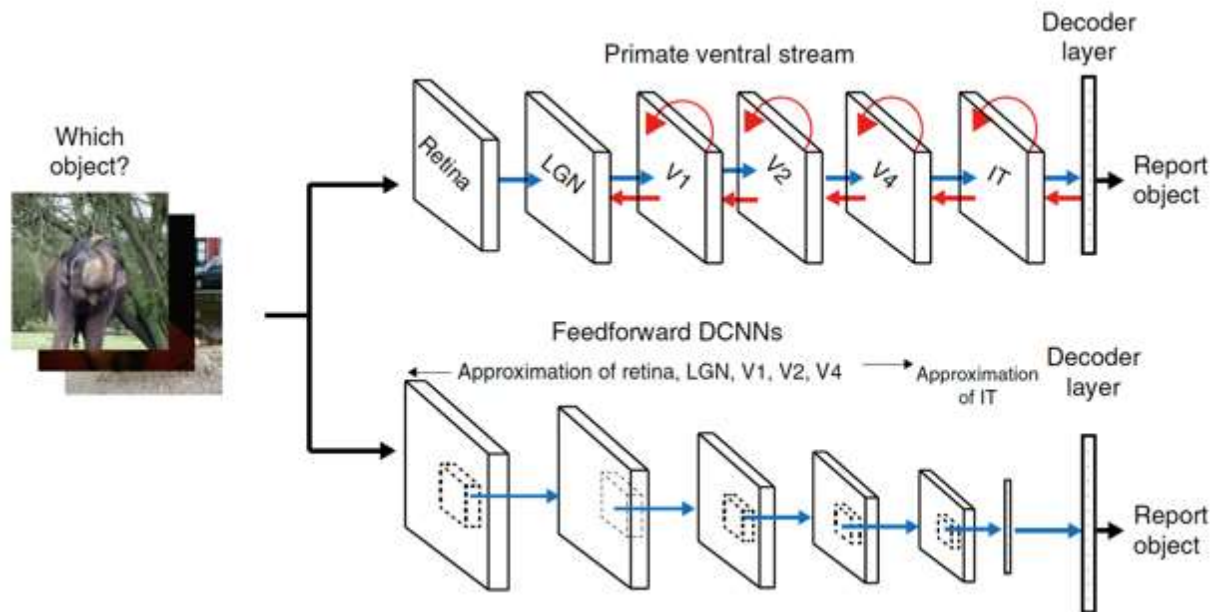 Which
object?
Primate ventral stream
Decoder
layer
Retina
LGN
V1
V2
V4
IT
Report
object
Feedforward DCNNs
Approximation of retina, LGN, V1, V2, V4
Approximation
of IT
Decoder
layer
Report
object